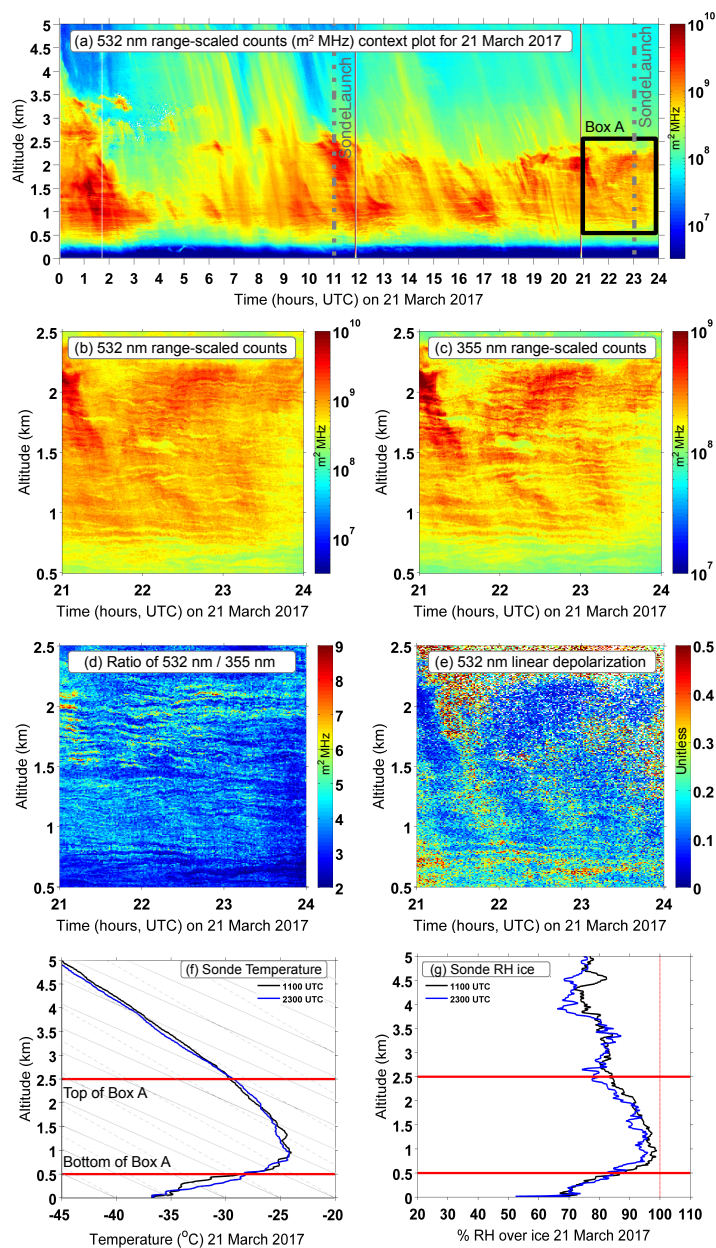 (a) 532 nm range-scaled counts (m² MHz) context plot for 21 March 2017
SondeLaunch
SondeLaunch
Box A
Altitude (km)
5
4.5
4
3.5
3
2.5
2
1.5
1
0.5
0
0 1 2 3 4 5 6 7 8 9 10 11 12 13 14 15 16 17 18 19 20 21 22 23 24
Time (hours, UTC) on 21 March 2017
10¹⁰
10⁹
10⁸
10⁷
m² MHz
(b) 532 nm range-scaled counts
Altitude (km)
2.5
2
1.5
1
0.5
21 22 23 24
Time (hours, UTC) on 21 March 2017
10¹⁰
10⁹
10⁸
10⁷
m² MHz
(c) 355 nm range-scaled counts
Altitude (km)
2.5
2
1.5
1
0.5
21 22 23 24
Time (hours, UTC) on 21 March 2017
10⁹
10⁸
10⁷
m² MHz
(d) Ratio of 532 nm / 355 nm
Altitude (km)
2.5
2
1.5
1
0.5
21 22 23 24
Time (hours, UTC) on 21 March 2017
9
8
7
6
5
4
3
2
m² MHz
(e) 532 nm linear depolarization
Altitude (km)
2.5
2
1.5
1
0.5
21 22 23 24
Time (hours, UTC) on 21 March 2017
0.5
0.4
0.3
0.2
0.1
0
Unitless
(f) Sonde Temperature
1100 UTC
2300 UTC
Altitude (km)
5
4.5
4
3.5
3
2.5
2
1.5
1
0.5
0
Top of Box A
Bottom of Box A
-45 -40 -35 -30 -25 -20
Temperature (°C) 21 March 2017
(g) Sonde RH ice
1100 UTC
2300 UTC
Altitude (km)
5
4.5
4
3.5
3
2.5
2
1.5
1
0.5
0
20 30 40 50 60 70 80 90 100 110
% RH over ice 21 March 2017